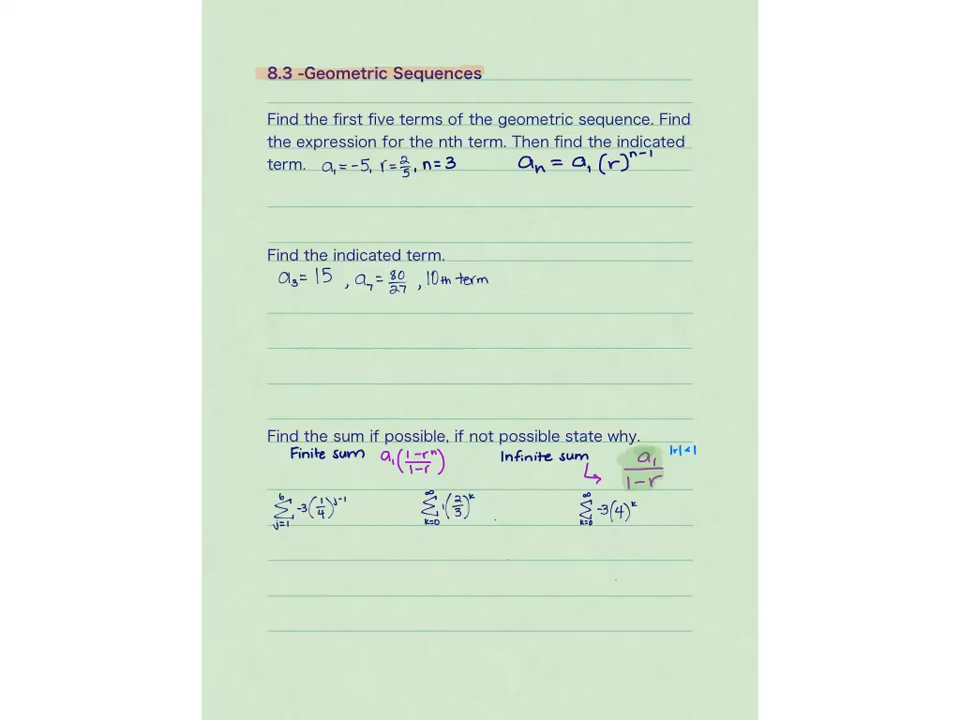 8.3 -Geometric Sequences
Find the first five terms of the geometric sequence. Find
the expression for the nth term. Then find the indicated
term. a₁=-5, r=2/5, n=3 aₙ = a₁(r)ⁿ⁻¹
Find the indicated term.
a₃=15, a₇=80/27, 10th term
Find the sum if possible, if not possible state why.
Finite sum a₁((1-rⁿ)/(1-r)) Infinite sum ↳ a₁/(1-r) |r|<1
∑_{j=1}^{6} -3(1/4)^{j-1} ∑_{k=0}^{∞} 1(2/3)^k ∑_{k=0}^{∞} -3(4)^k